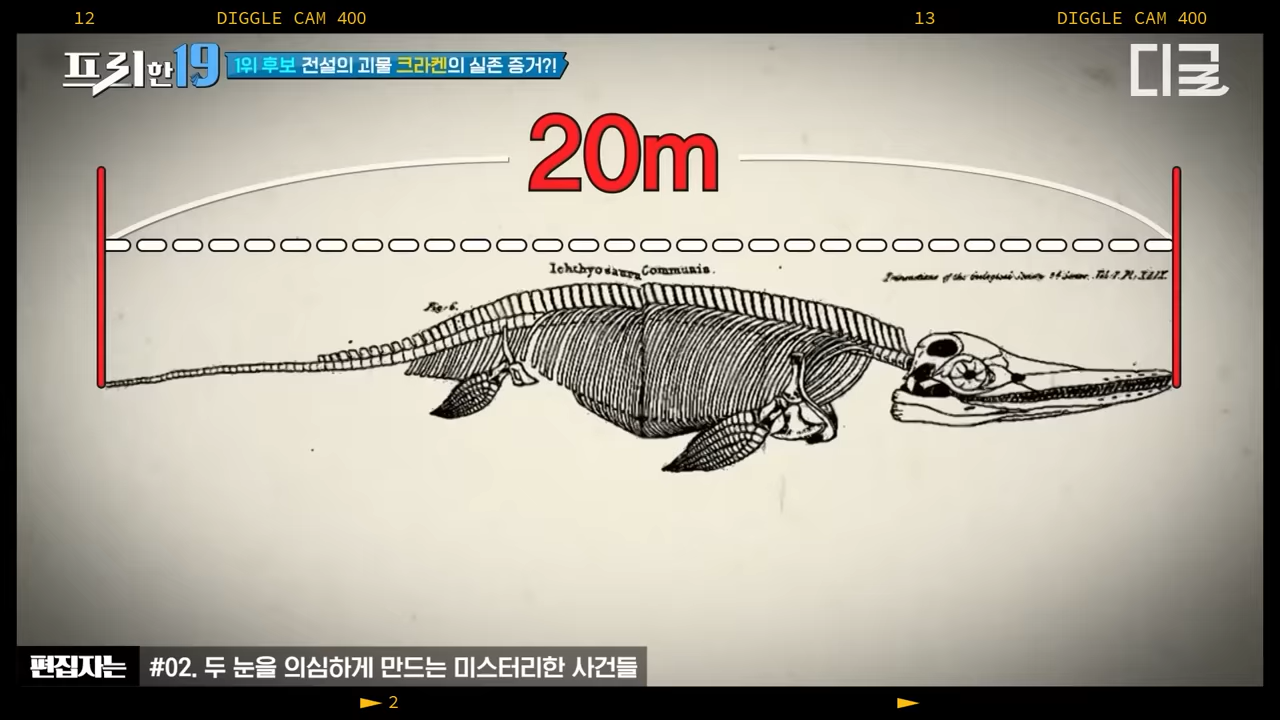 12 DIGGLE CAM 400 13 DIGGLE CAM 400
프리한19 1위 후보 전설의 괴물 크라켄의 실존 증거?!
디글
20m
Ichthyosaura Communis.
Fig. 6.
편집자는 #02. 두 눈을 의심하게 만드는 미스터리한 사건들
2